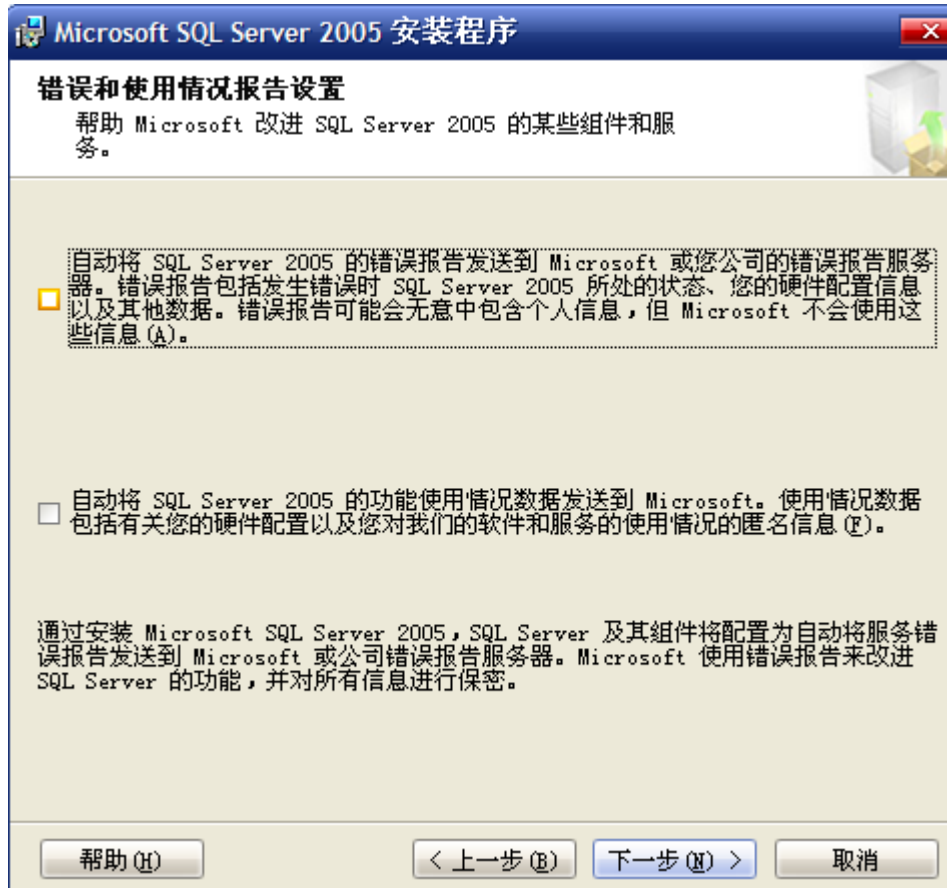 Microsoft SQL Server 2005 安装程序
错误和使用情况报告设置
帮助 Microsoft 改进 SQL Server 2005 的某些组件和服
务。
自动将 SQL Server 2005 的错误报告发送到 Microsoft 或您公司的错误报告服务
器。错误报告包括发生错误时 SQL Server 2005 所处的状态、您的硬件配置信息
以及其他数据。错误报告可能会无意中包含个人信息，但 Microsoft 不会使用这
些信息(A)。
自动将 SQL Server 2005 的功能使用情况数据发送到 Microsoft。使用情况数据
包括有关您的硬件配置以及您对我们的软件和服务的使用情况的匿名信息(F)。
通过安装 Microsoft SQL Server 2005，SQL Server 及其组件将配置为自动将服务错
误报告发送到 Microsoft 或公司错误报告服务器。Microsoft 使用错误报告来改进
SQL Server 的功能，并对所有信息进行保密。
帮助(H) < 上一步(B) 下一步(N) > 取消